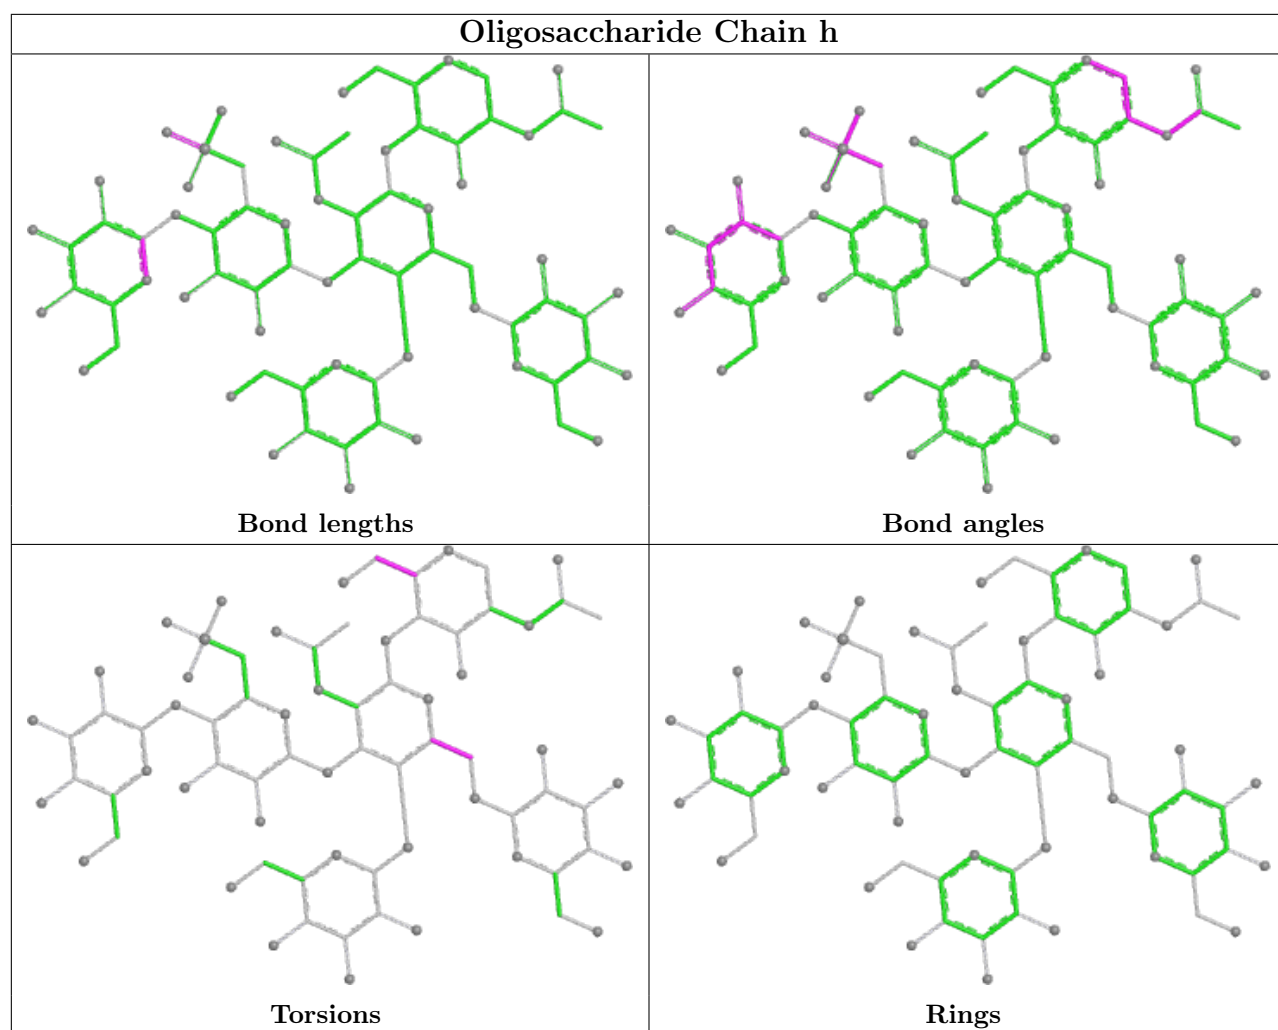 Oligosaccharide Chain h
Bond lengths
Bond angles
Torsions
Rings